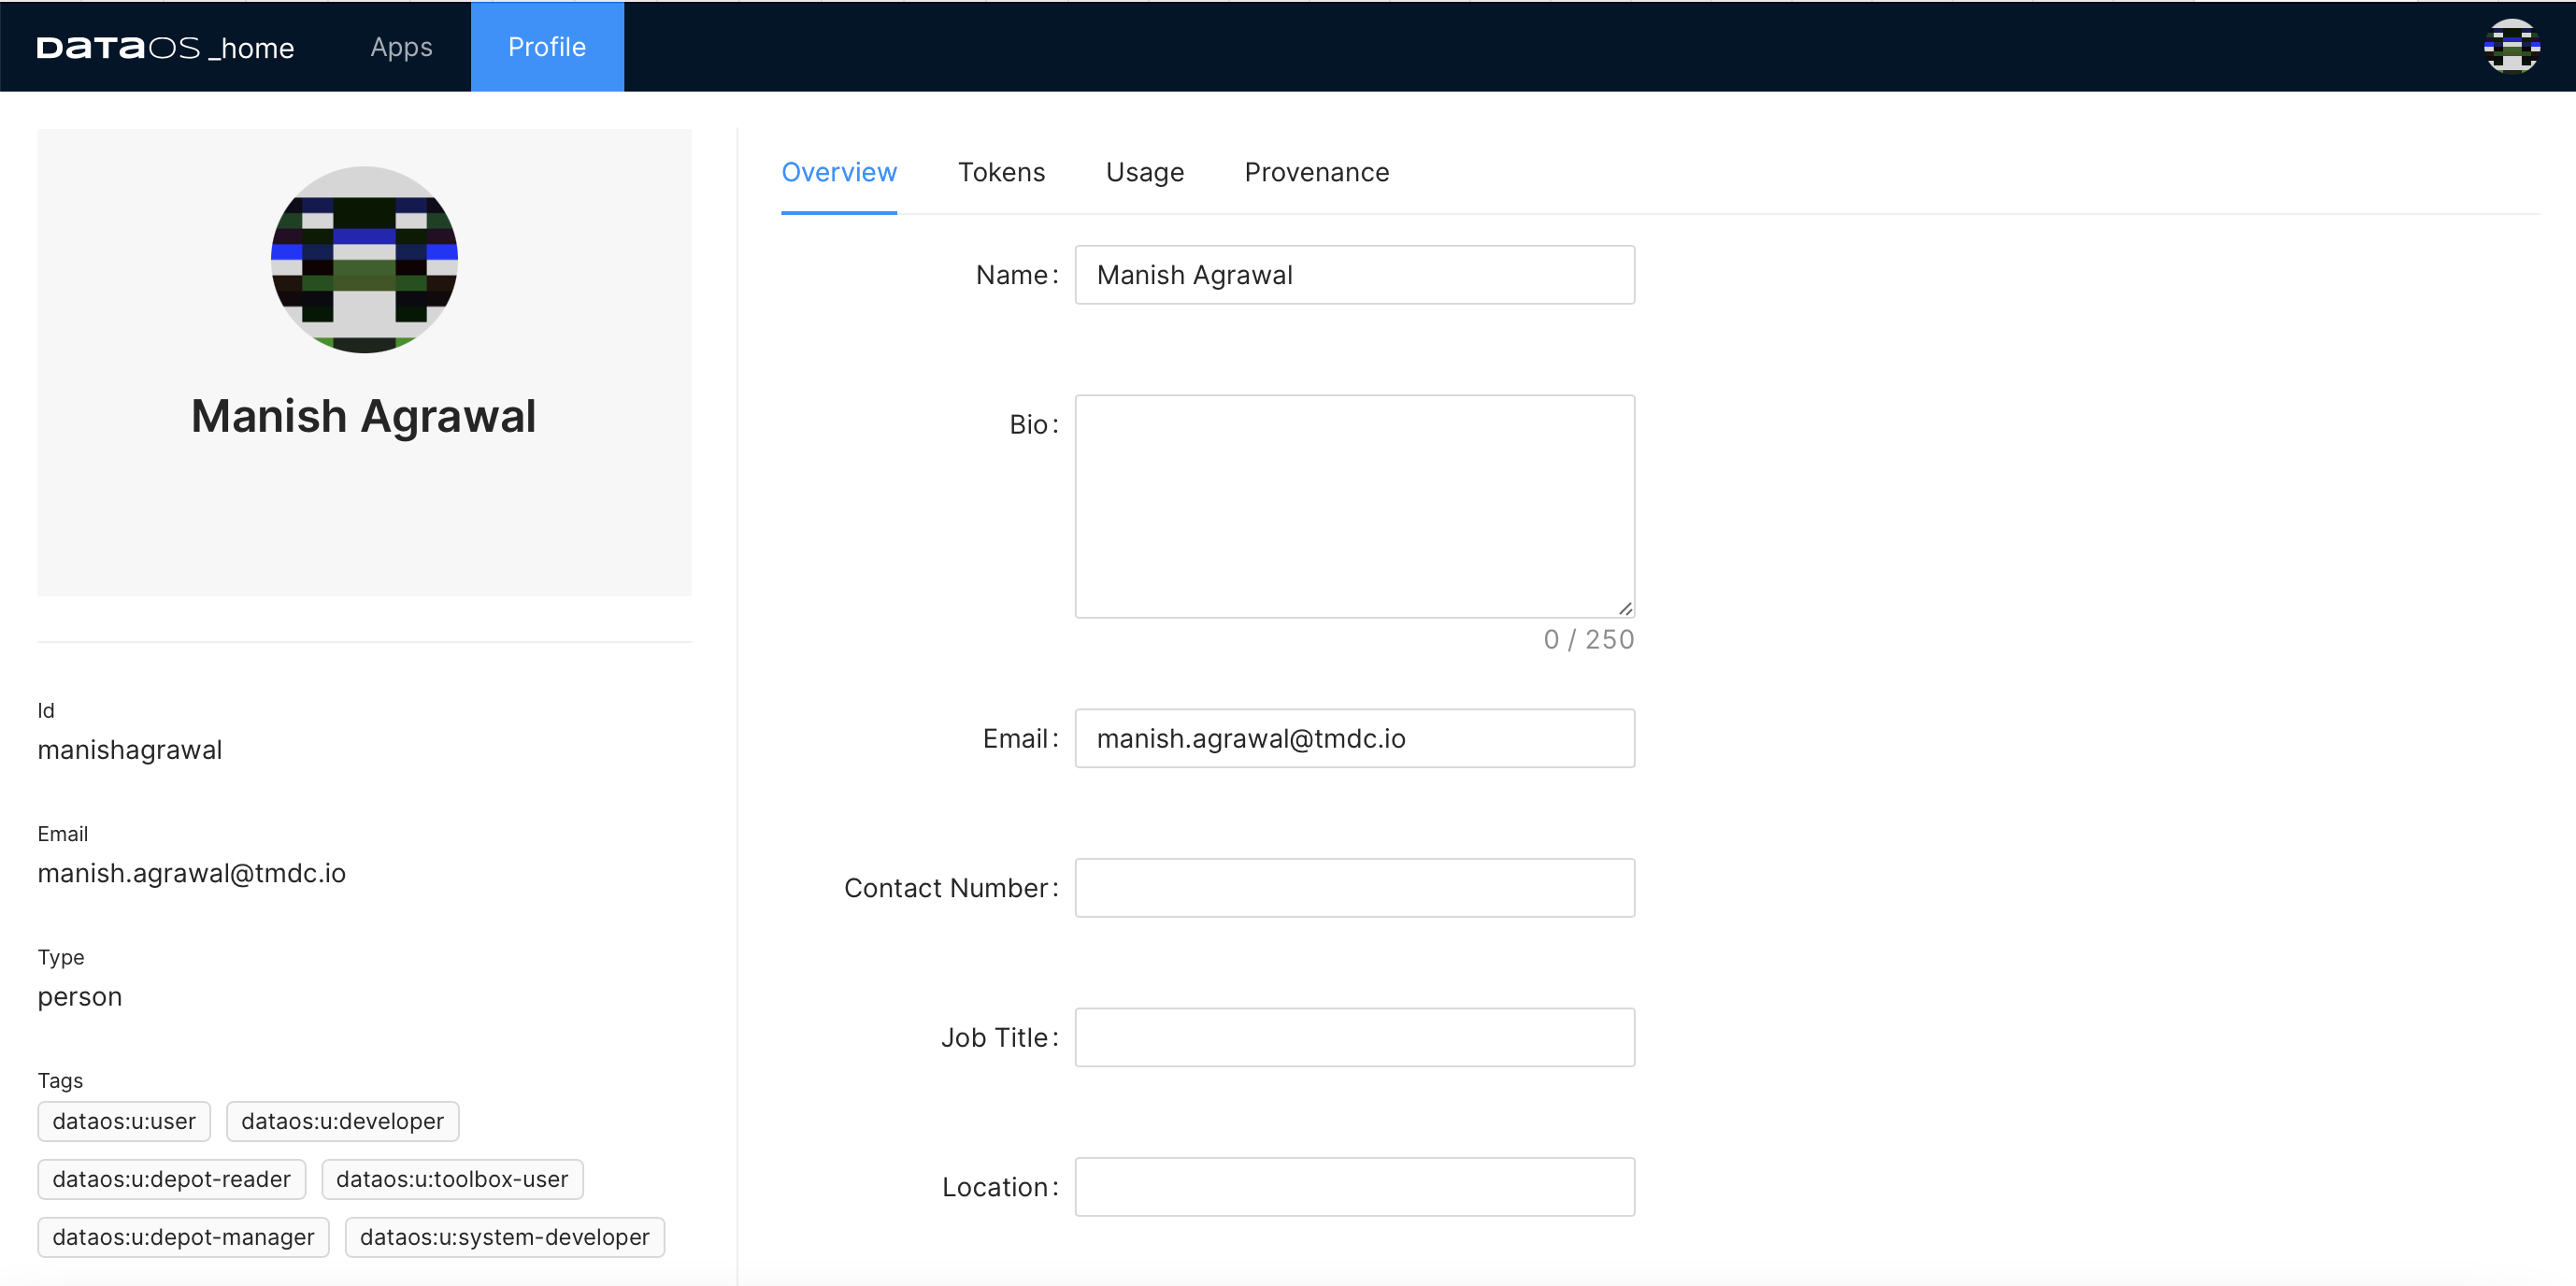 DATAOS _home Apps Profile
Manish Agrawal
Id
manishagrawal
Email
manish.agrawal@tmdc.io
Type
person
Tags
dataos:u:user dataos:u:developer
dataos:u:depot-reader dataos:u:toolbox-user
dataos:u:depot-manager dataos:u:system-developer
Overview Tokens Usage Provenance
Name: Manish Agrawal
Bio:
0 / 250
Email: manish.agrawal@tmdc.io
Contact Number:
Job Title:
Location: